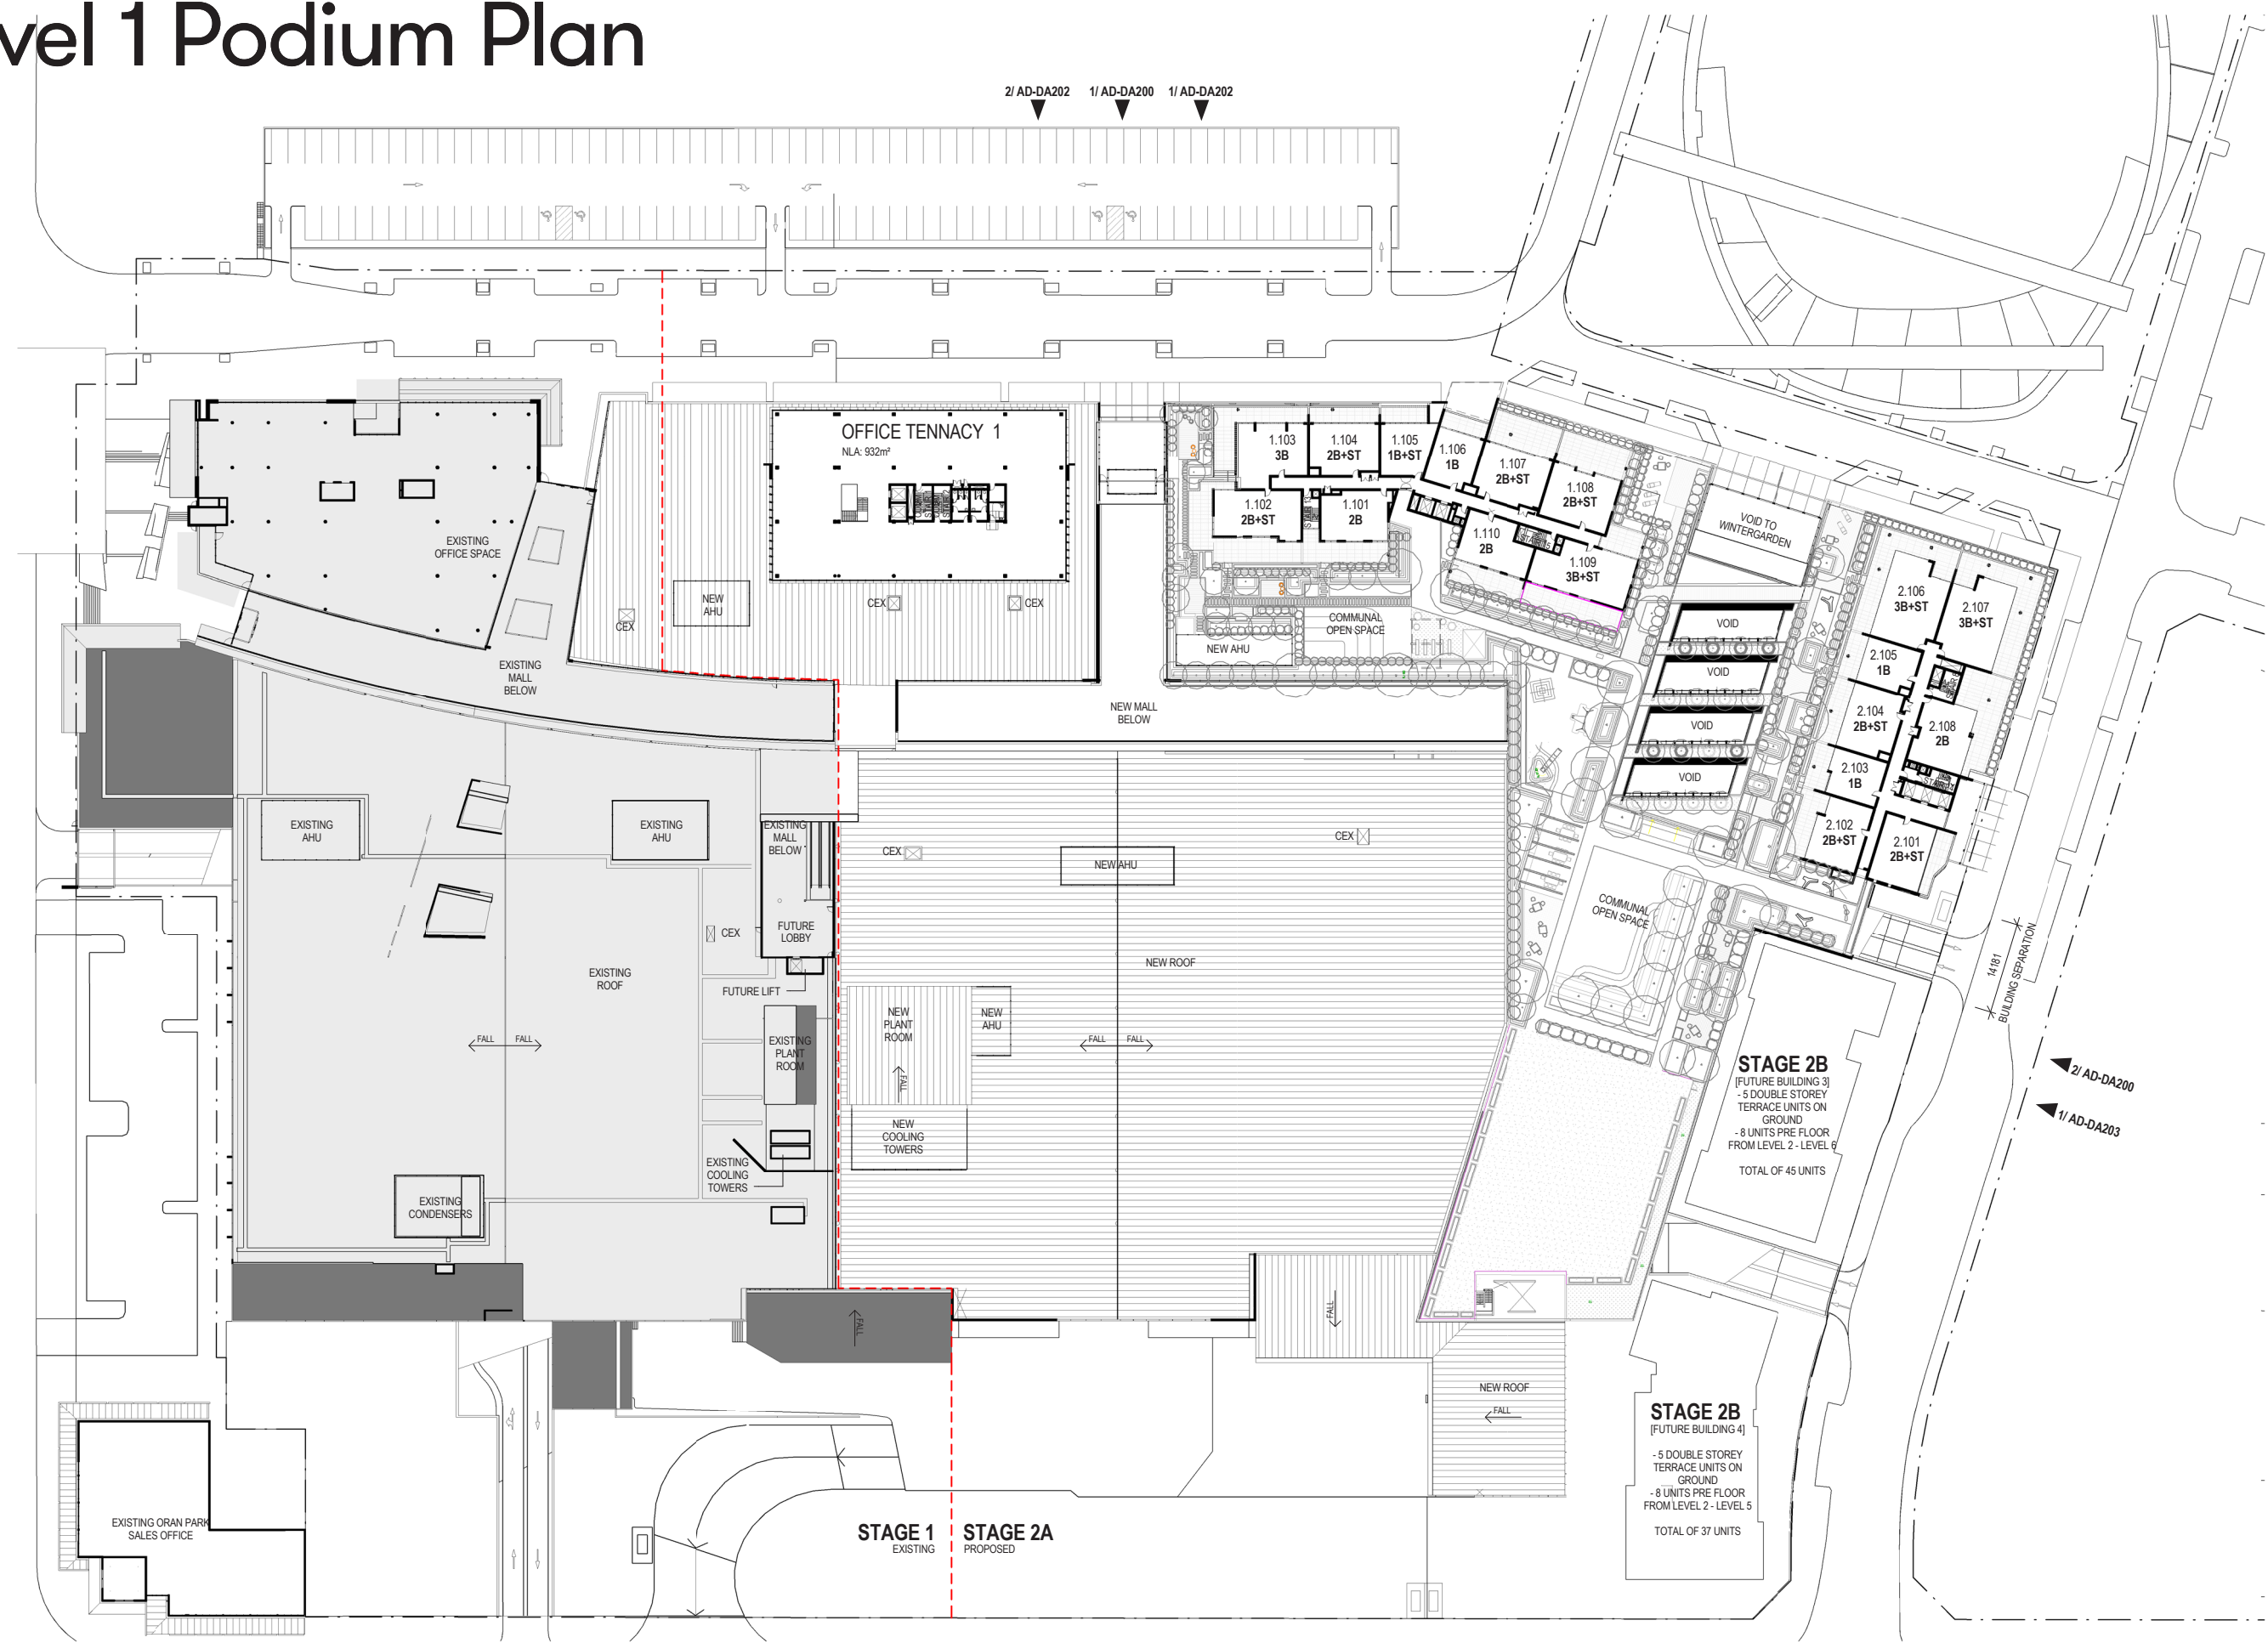 vel 1 Podium Plan
2/ AD-DA202
1/ AD-DA200
1/ AD-DA202
OFFICE TENNACY 1
NLA: 932m²
EXISTING
OFFICE SPACE
EXISTING
MALL
BELOW
CEX
NEW
AHU
CEX
CEX
1.103
3B
1.104
2B+ST
1.105
1B+ST
1.106
1B
1.107
2B+ST
1.108
2B+ST
1.102
2B+ST
STAIR 13
1.101
2B
1.110
2B
1.109
3B+ST
COMMUNAL
OPEN SPACE
NEW AHU
NEW MALL
BELOW
VOID TO
WINTERGARDEN
VOID
VOID
VOID
VOID
2.106
3B+ST
2.107
3B+ST
2.105
1B
2.104
2B+ST
2.108
2B
2.103
1B
2.102
2B+ST
2.101
2B+ST
EXISTING
AHU
EXISTING
AHU
EXISTING
MALL
BELOW
CEX
FUTURE
LOBBY
FUTURE LIFT
EXISTING
ROOF
FALL
FALL
EXISTING
PLANT
ROOM
EXISTING
COOLING
TOWERS
EXISTING
CONDENSERS
CEX
NEW AHU
CEX
NEW ROOF
NEW
PLANT
ROOM
NEW
AHU
FALL
FALL
FALL
NEW
COOLING
TOWERS
COMMUNAL
OPEN SPACE
14181
BUILDING SEPARATION
2/ AD-DA200
1/ AD-DA203
STAGE 2B
[FUTURE BUILDING 3]
- 5 DOUBLE STOREY
TERRACE UNITS ON
GROUND
- 8 UNITS PRE FLOOR
FROM LEVEL 2 - LEVEL 6
TOTAL OF 45 UNITS
FALL
FALL
NEW ROOF
FALL
STAGE 2B
[FUTURE BUILDING 4]
- 5 DOUBLE STOREY
TERRACE UNITS ON
GROUND
- 8 UNITS PRE FLOOR
FROM LEVEL 2 - LEVEL 5
TOTAL OF 37 UNITS
EXISTING ORAN PARK
SALES OFFICE
STAGE 1
EXISTING
STAGE 2A
PROPOSED